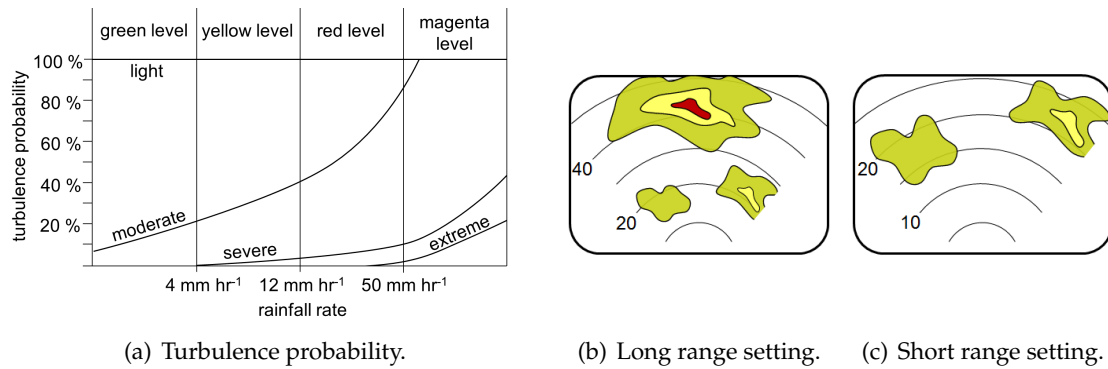 green level yellow level red level magenta level
100 %
light
80 %
60 %
40 %
20 %
turbulence probability
moderate
severe
extreme
4 mm hr⁻¹ 12 mm hr⁻¹ 50 mm hr⁻¹
rainfall rate
(a) Turbulence probability.
40
20
(b) Long range setting.
20
10
(c) Short range setting.